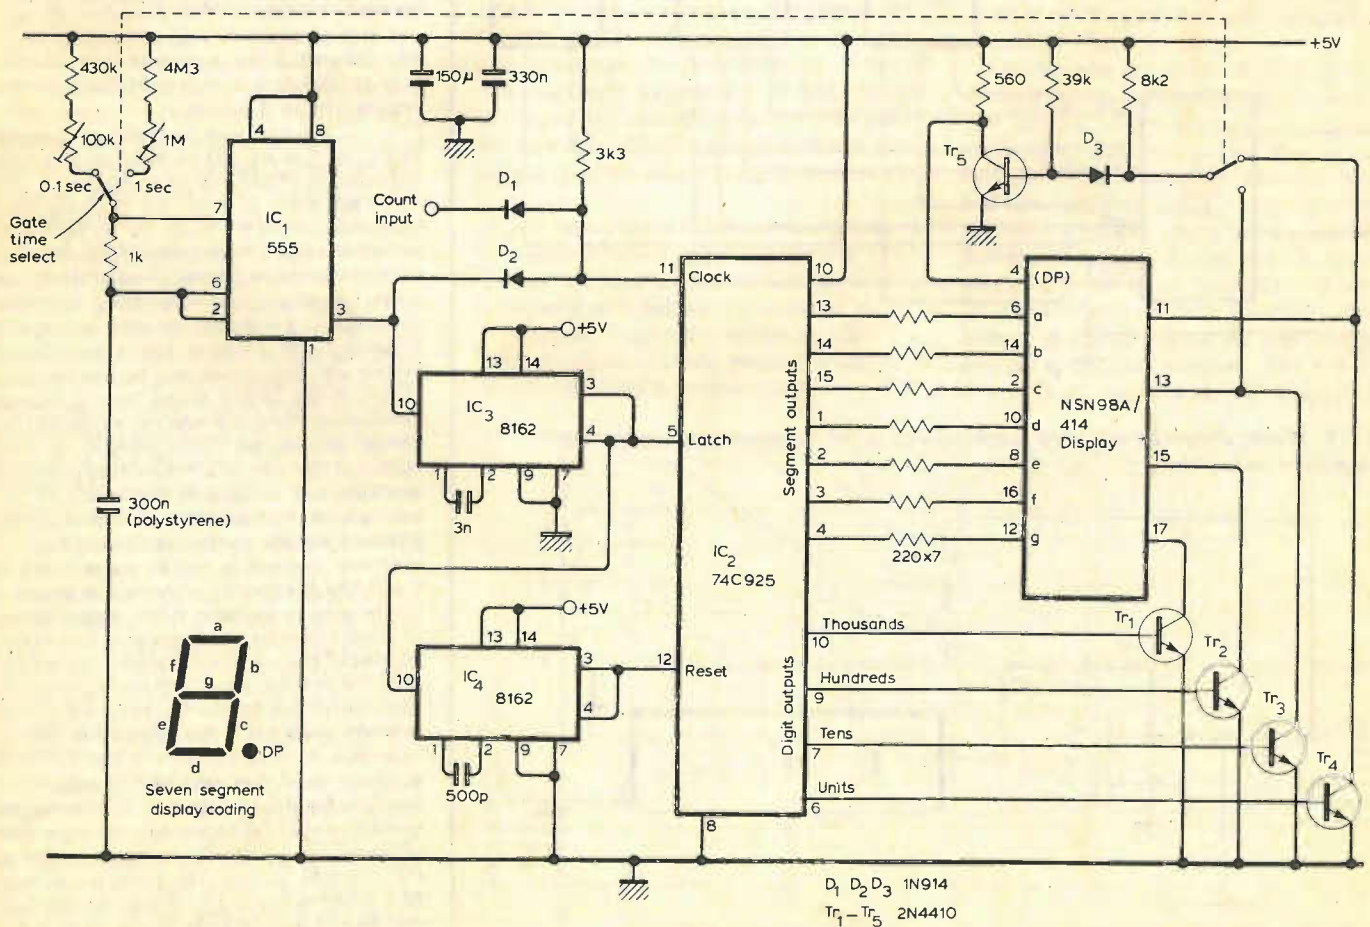 +5V
430k
4M3
150µ
330n
560
39k
8k2
4
8
100k
1M
3k3
Tr5
D3
0·1 sec
1 sec
D1
Count
input
Gate
time
select
7
IC1
555
1k
D2
6
2
3
1
11
Clock
10
4
(DP)
13
6
a
11
+5V
14
14
b
13
14
3
15
2
c
13
10
IC3
8162
4
5
Latch
1
10
d
NSN98A/
414
Display
Segment outputs
2
8
e
15
1
2
9
7
3
16
f
300n
(polystyrene)
3n
4
12
g
17
220x7
IC2
74C925
+5V
Thousands
10
Tr1
13
14
3
12
Reset
Tr2
10
IC4
8162
4
Hundreds
9
a
f
b
g
Digit outputs
Tr3
e
c
Tens
7
DP
d
1
2
9
7
Tr4
500p
Units
6
Seven segment
display coding
8
D1 D2 D3 1N914
Tr1–Tr5 2N4410